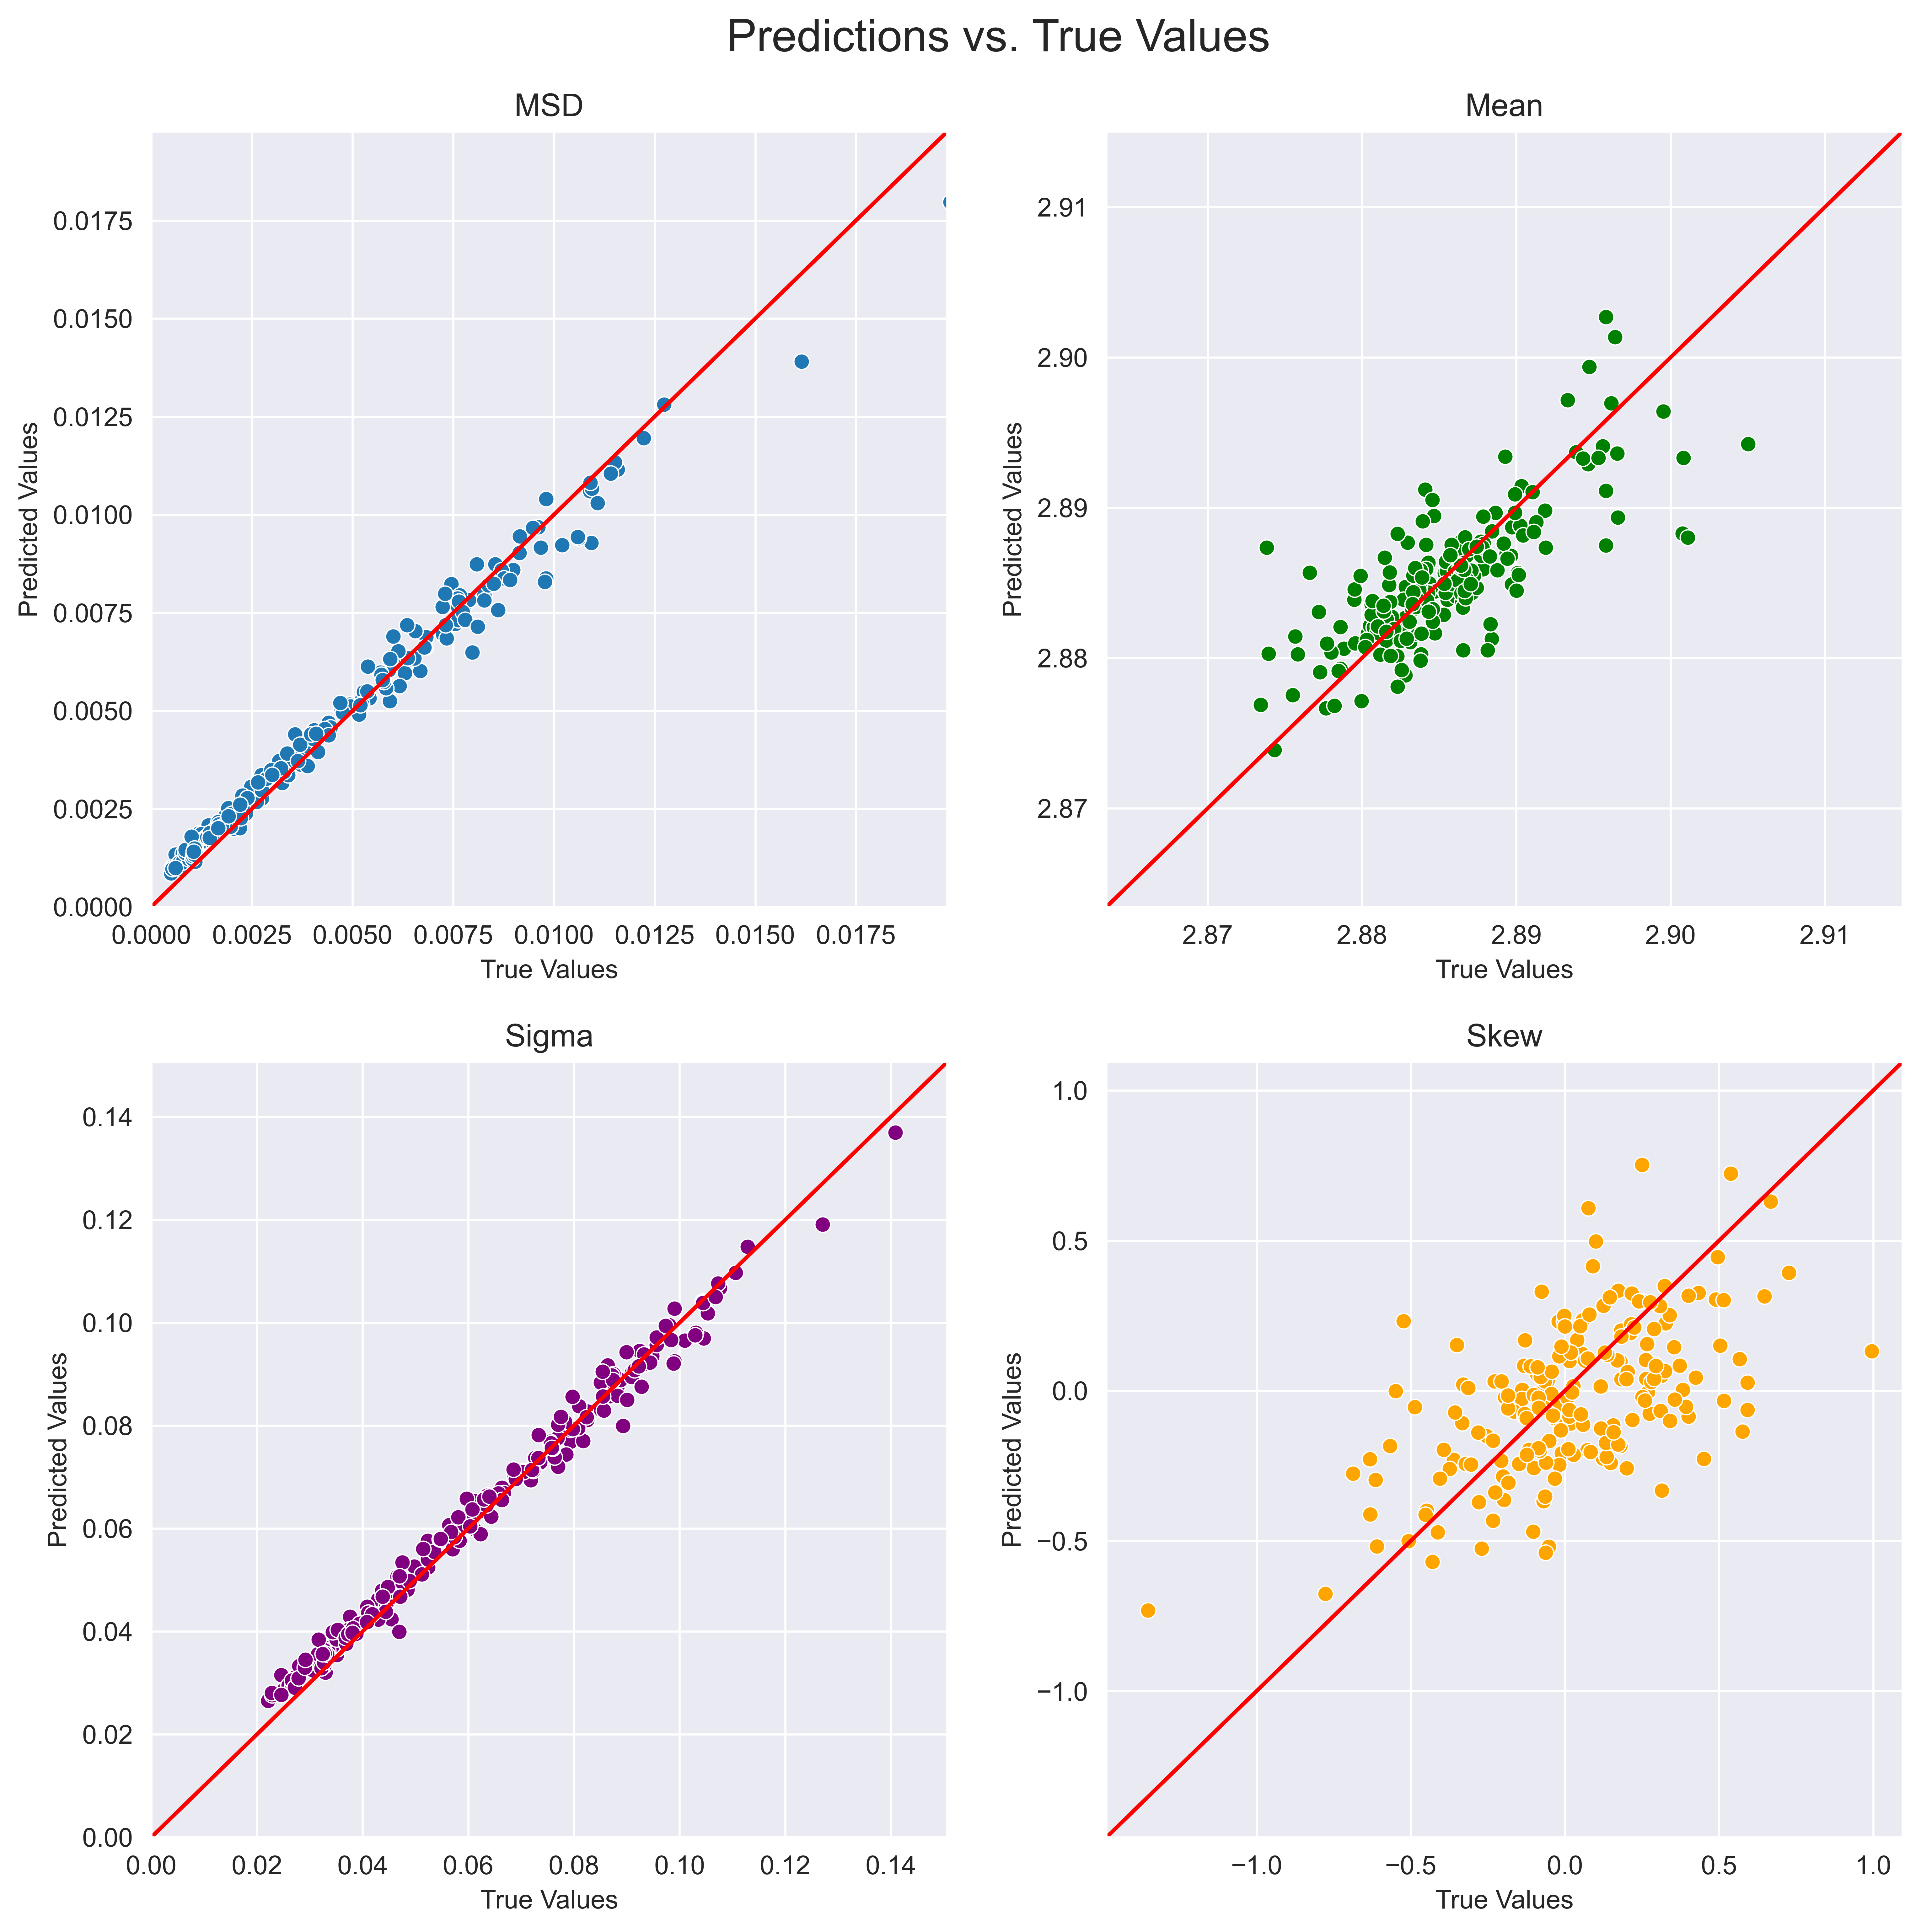 Predictions vs. True Values
MSD
Predicted Values
0.0175
0.0150
0.0125
0.0100
0.0075
0.0050
0.0025
0.0000
0.0000 0.0025 0.0050 0.0075 0.0100 0.0125 0.0150 0.0175
True Values
Mean
Predicted Values
2.91
2.90
2.89
2.88
2.87
2.87 2.88 2.89 2.90 2.91
True Values
Sigma
Predicted Values
0.14
0.12
0.10
0.08
0.06
0.04
0.02
0.00
0.00 0.02 0.04 0.06 0.08 0.10 0.12 0.14
True Values
Skew
Predicted Values
1.0
0.5
0.0
−0.5
−1.0
−1.0 −0.5 0.0 0.5 1.0
True Values